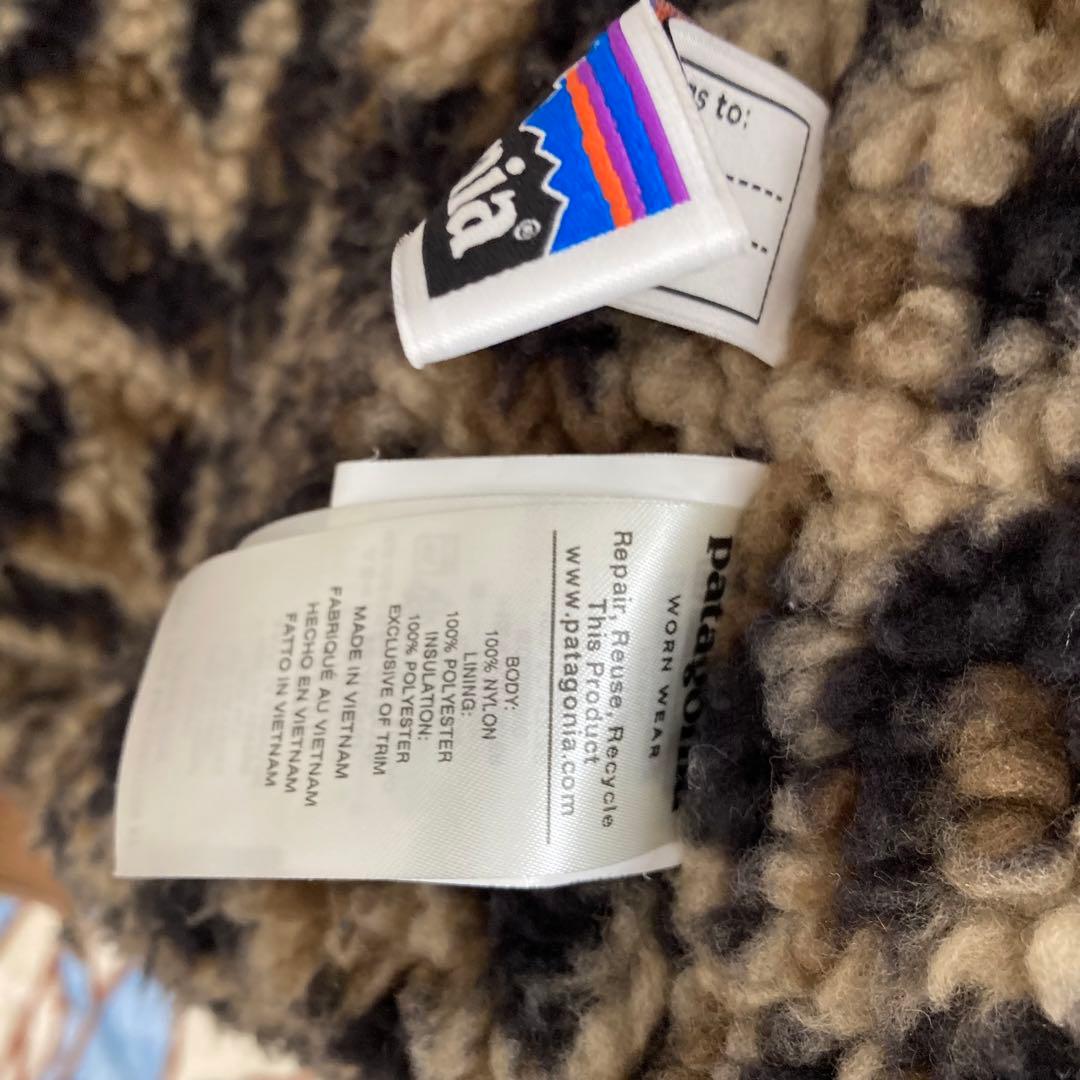 gs to:
nia®
patagonia
WORN WEAR
Repair, Reuse, Recycle
This Product
www.patagonia.com
BODY:
100% NYLON
LINING:
100% POLYESTER
INSULATION:
100% POLYESTER
EXCLUSIVE OF TRIM
MADE IN VIETNAM
FABRIQUÉ AU VIETNAM
HECHO EN VIETNAM
FATTO IN VIETNAM